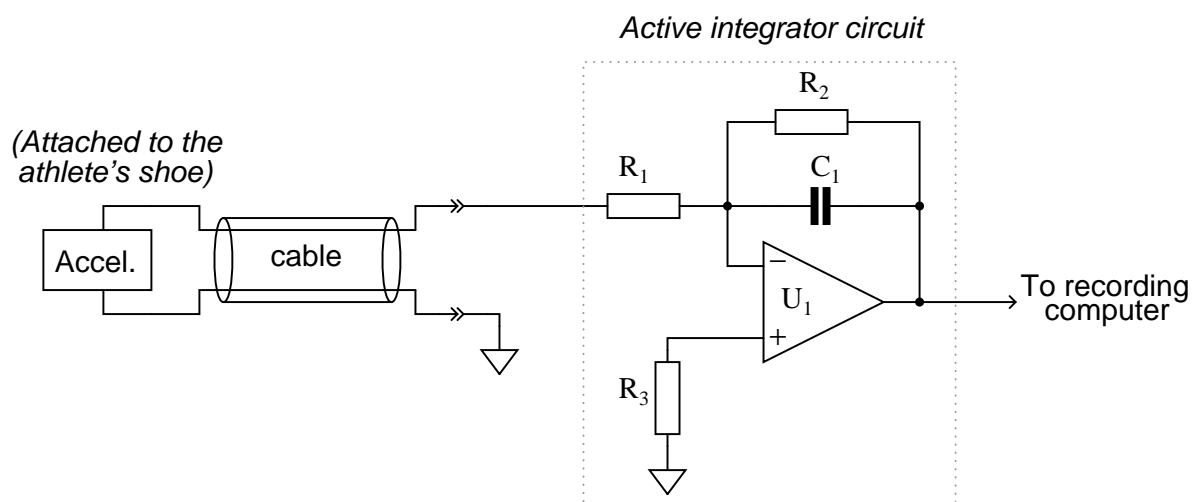 Active integrator circuit
(Attached to the
athlete's shoe)
Accel.
cable
R1
R2
C1
−
U1
+
R3
To recording
computer